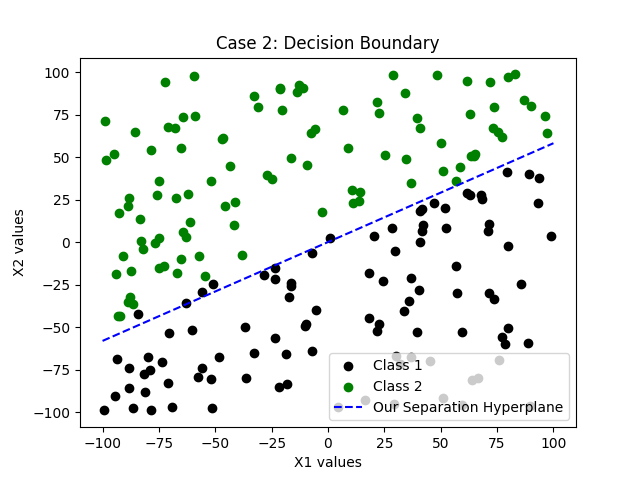 Case 2: Decision Boundary
X2 values
100
75
50
25
0
−25
−50
−75
−100
Class 1
Class 2
Our Separation Hyperplane
−100 −75 −50 −25 0 25 50 75 100
X1 values